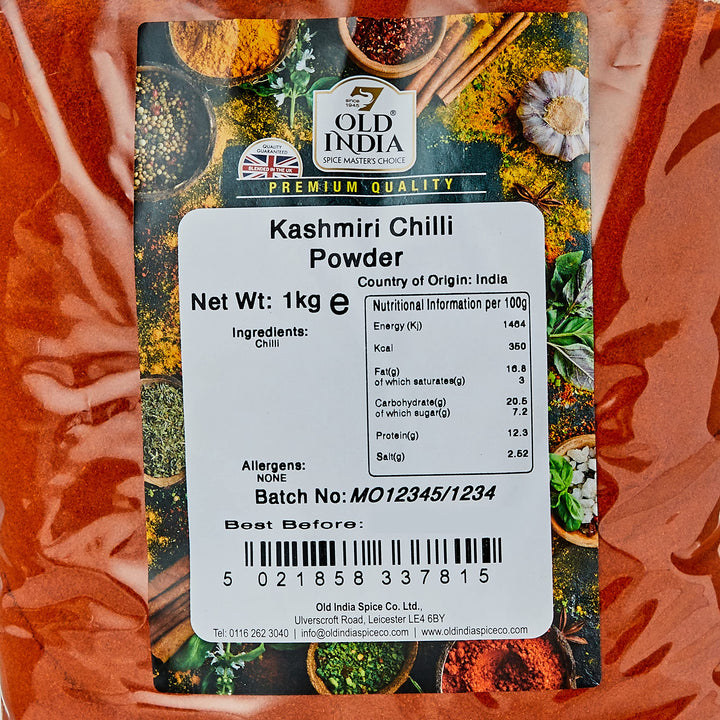 since
1945
OLD
INDIA
®
SPICE MASTER'S CHOICE
QUALITY
GUARANTEED
BLENDED IN THE UK
PREMIUM QUALITY
Kashmiri Chilli
Powder
Country of Origin: India
Net Wt: 1kg e
Ingredients:
Chilli
Nutritional Information per 100g
Energy (Kj) 1464
Kcal 350
Fat(g) 16.8
of which saturates(g) 3
Carbohydrate(g) 20.5
of which sugar(g) 7.2
Protein(g) 12.3
Salt(g) 2.52
Allergens:
NONE
Batch No: MO12345/1234
Best Before:
5 021858 337815
Old India Spice Co. Ltd.,
Ulverscroft Road, Leicester LE4 6BY
Tel: 0116 262 3040 | info@oldindiaspiceco.com | www.oldindiaspiceco.com